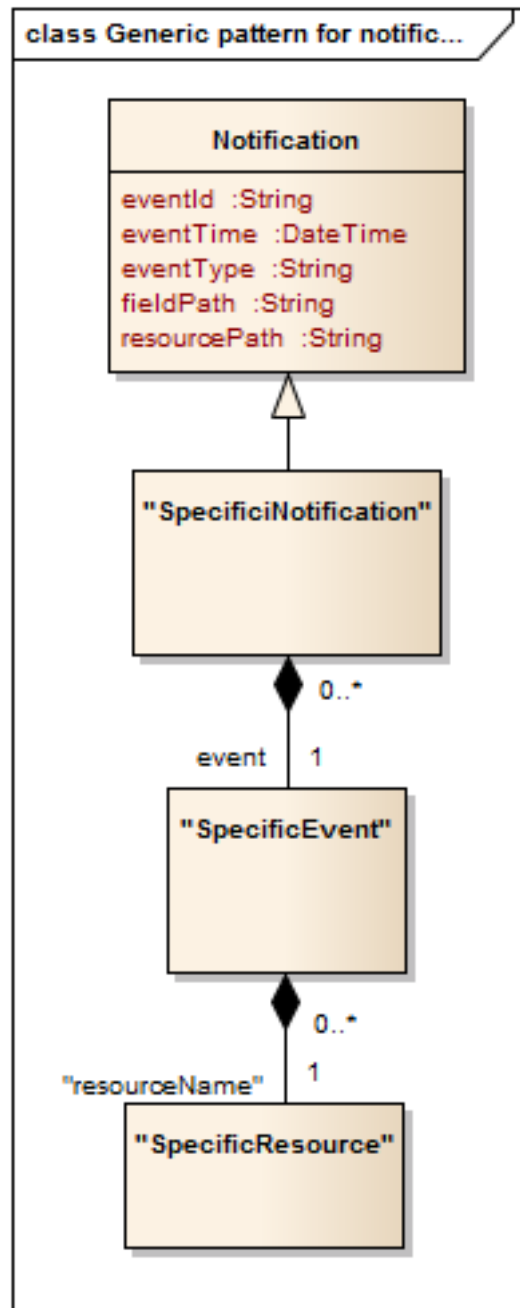 class Generic pattern for notific...
Notification
eventId :String
eventTime :DateTime
eventType :String
fieldPath :String
resourcePath :String
"SpecificiNotification"
0..*
event 1
"SpecificEvent"
0..*
1
"resourceName"
"SpecificResource"